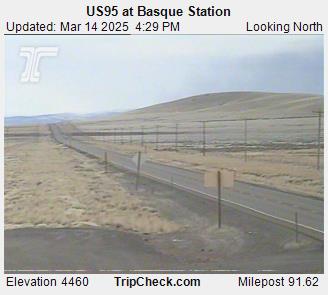 US95 at Basque Station
Updated: Mar 14 2025 4:29 PM Looking North
Elevation 4460 TripCheck.com Milepost 91.62